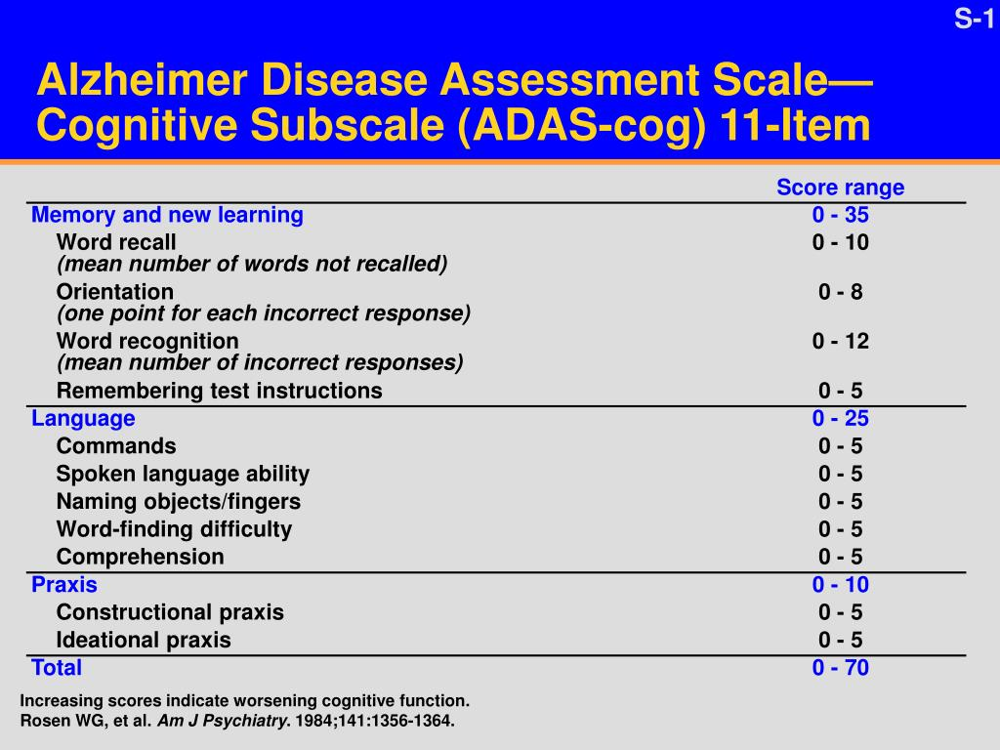 S-1
Alzheimer Disease Assessment Scale—
Cognitive Subscale (ADAS-cog) 11-Item
Score range
Memory and new learning 0 - 35
Word recall 0 - 10
(mean number of words not recalled)
Orientation 0 - 8
(one point for each incorrect response)
Word recognition 0 - 12
(mean number of incorrect responses)
Remembering test instructions 0 - 5
Language 0 - 25
Commands 0 - 5
Spoken language ability 0 - 5
Naming objects/fingers 0 - 5
Word-finding difficulty 0 - 5
Comprehension 0 - 5
Praxis 0 - 10
Constructional praxis 0 - 5
Ideational praxis 0 - 5
Total 0 - 70
Increasing scores indicate worsening cognitive function.
Rosen WG, et al. Am J Psychiatry. 1984;141:1356-1364.